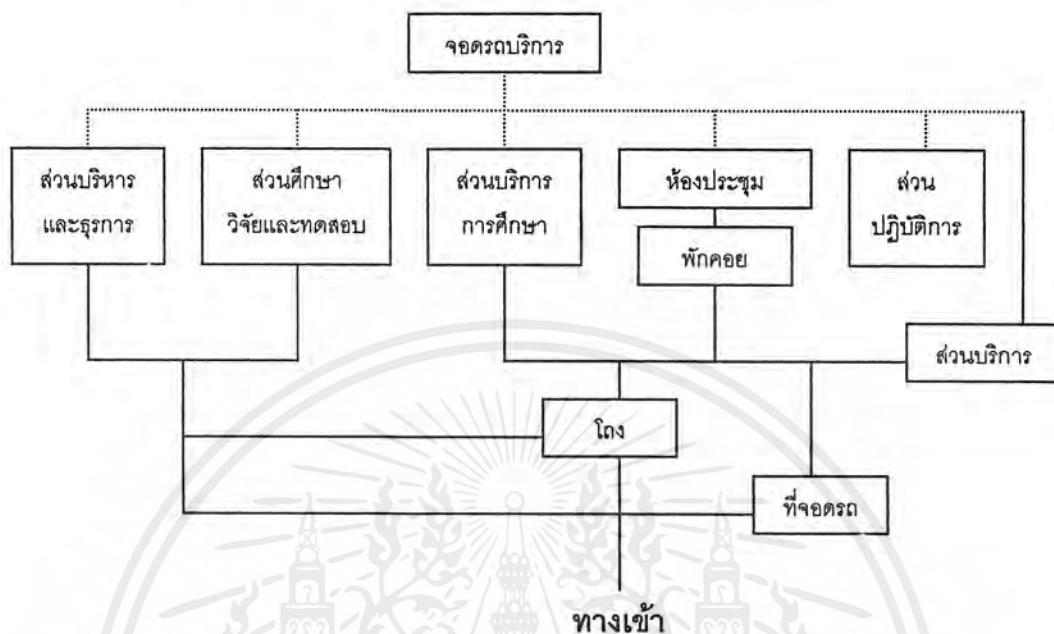 จอดรถบริการ
ส่วนบริหาร
และธุรการ
ส่วนศึกษา
วิจัยและทดสอบ
ส่วนบริการ
การศึกษา
ห้องประชุม
พักคอย
ส่วน
ปฏิบัติการ
ส่วนบริการ
โถง
ที่จอดรถ
ทางเข้า